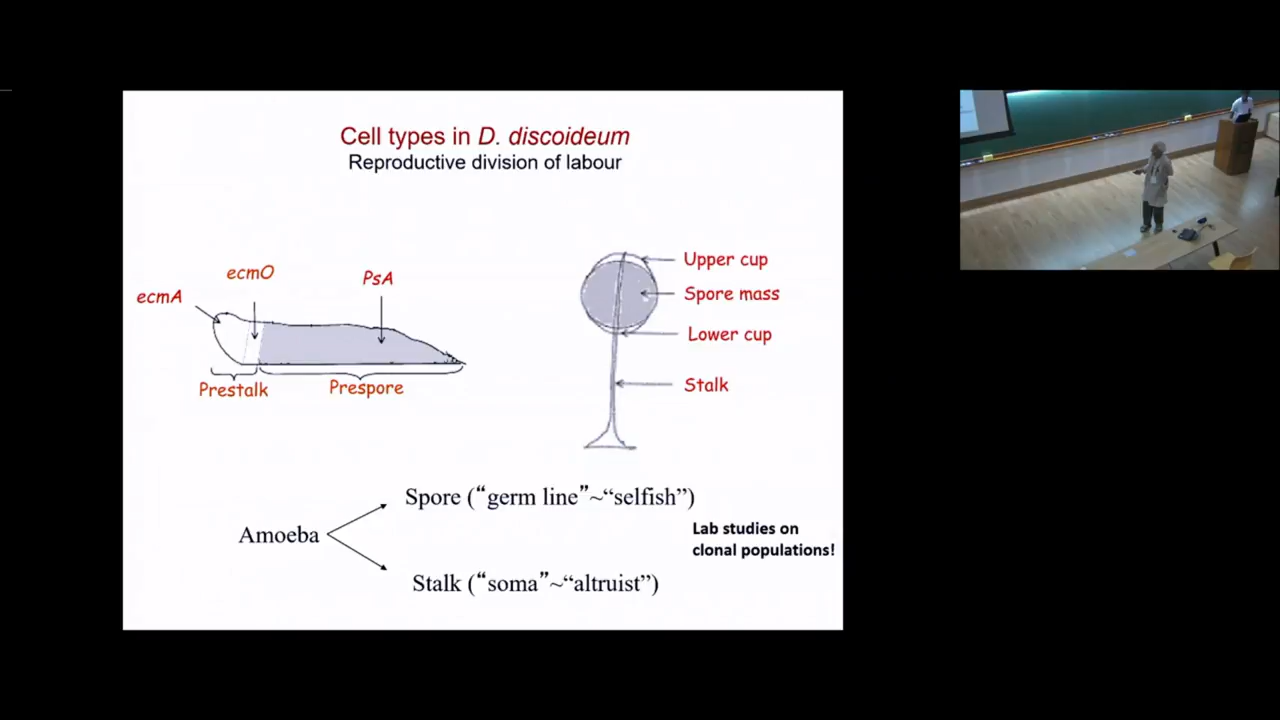 Cell types in D. discoideum
Reproductive division of labour
ecmA
ecmO
PsA
Prestalk
Prespore
Upper cup
Spore mass
Lower cup
Stalk
Amoeba
Spore (“germ line”~“selfish”)
Stalk (“soma”~“altruist”)
Lab studies on
clonal populations!